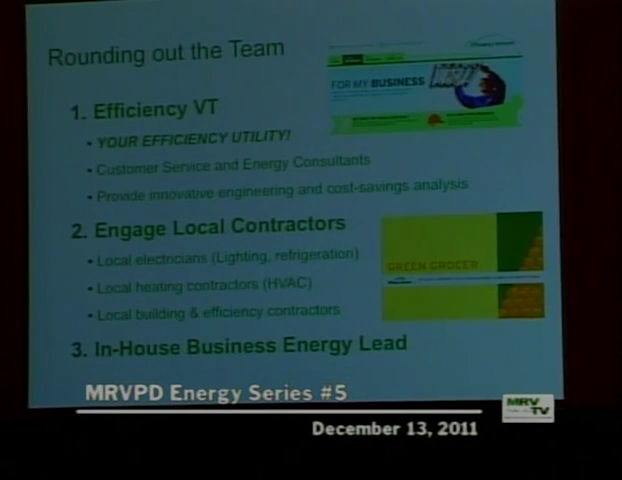 Rounding out the Team
1. Efficiency VT
• YOUR EFFICIENCY UTILITY!
• Customer Service and Energy Consultants
• Provide innovative engineering and cost-savings analysis
FOR MY BUSINESS
2. Engage Local Contractors
• Local electricians (Lighting, refrigeration)
• Local heating contractors (HVAC)
• Local building & efficiency contractors
GREEN GROCER
3. In-House Business Energy Lead
MRVPD Energy Series #5
December 13, 2011
MRV
TV